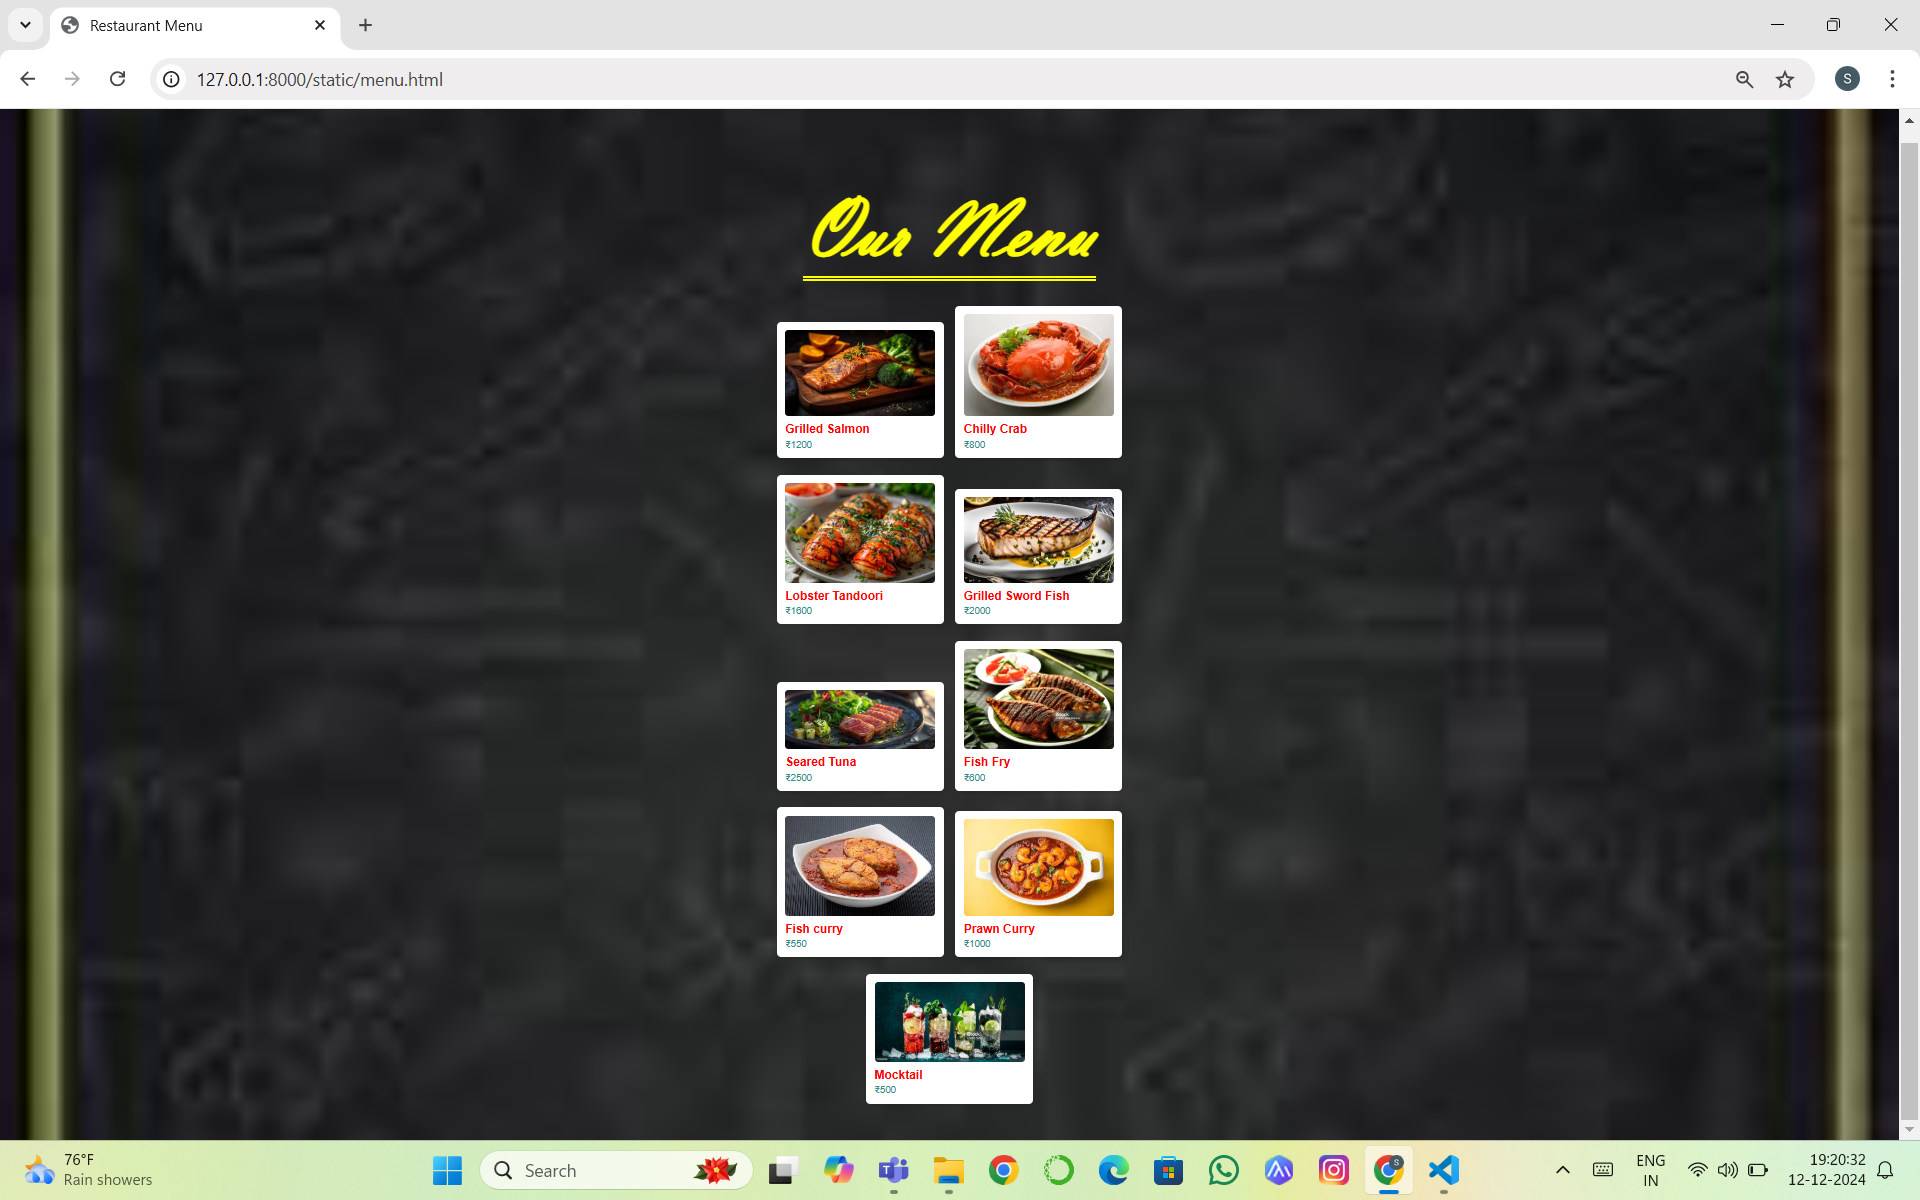 Restaurant Menu
127.0.0.1:8000/static/menu.html
S
Our Menu
Grilled Salmon
₹1200
Chilly Crab
₹800
Lobster Tandoori
₹1600
Grilled Sword Fish
₹2000
Seared Tuna
₹2500
Fish Fry
₹600
Fish curry
₹550
Prawn Curry
₹1000
Mocktail
₹500
76°F
Rain showers
Search
ENG
IN
19:20:32
12-12-2024